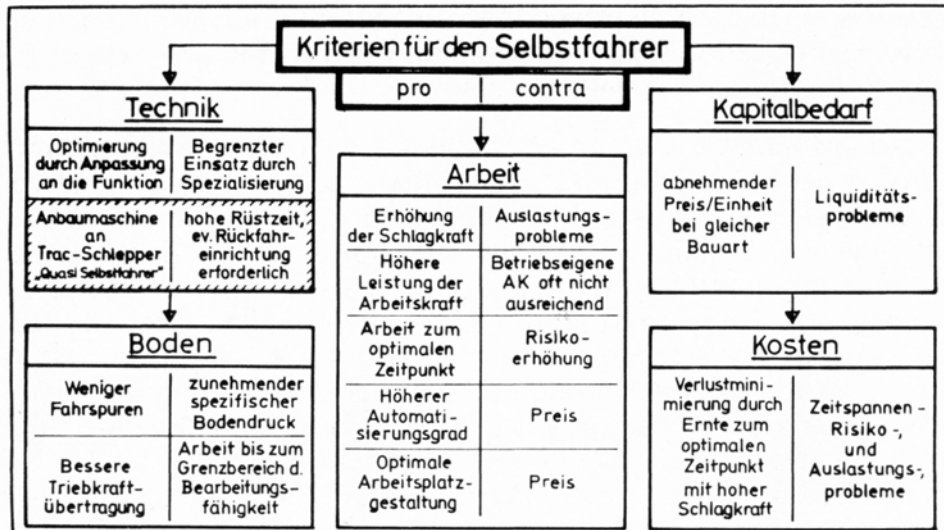 Kriterien für den Selbstfahrer
pro contra
Technik
Optimierung
durch Anpassung
an die Funktion
Begrenzter
Einsatz durch
Spezialisierung
Anbaumaschine
an
Trac-Schlepper
„Quasi Selbstfahrer"
hohe Rüstzeit,
ev. Rückfahr-
einrichtung
erforderlich
Boden
Weniger
Fahrspuren
zunehmender
spezifischer
Bodendruck
Bessere
Triebkraft-
übertragung
Arbeit bis zum
Grenzbereich d.
Bearbeitungs-
fähigkelt
Arbeit
Erhöhung
der Schlagkraft
Auslastungs-
probleme
Höhere
Leistung der
Arbeitskraft
Betriebseigene
AK oft nicht
ausreichend
Arbeit zum
optimalen
Zeitpunkt
Risiko-
erhöhung
Höherer
Automati-
sierungsgrad
Preis
Optimale
Arbeitsplatz-
gestaltung
Preis
Kapitalbedarf
abnehmender
Preis/Einheit
bei gleicher
Bauart
Liquiditäts-
probleme
Kosten
Verlustmini-
mierung durch
Ernte zum
optimalen
Zeitpunkt
mit hoher
Schlagkraft
Zeitspannen-
Risiko-,
und
Auslastungs-,
probleme